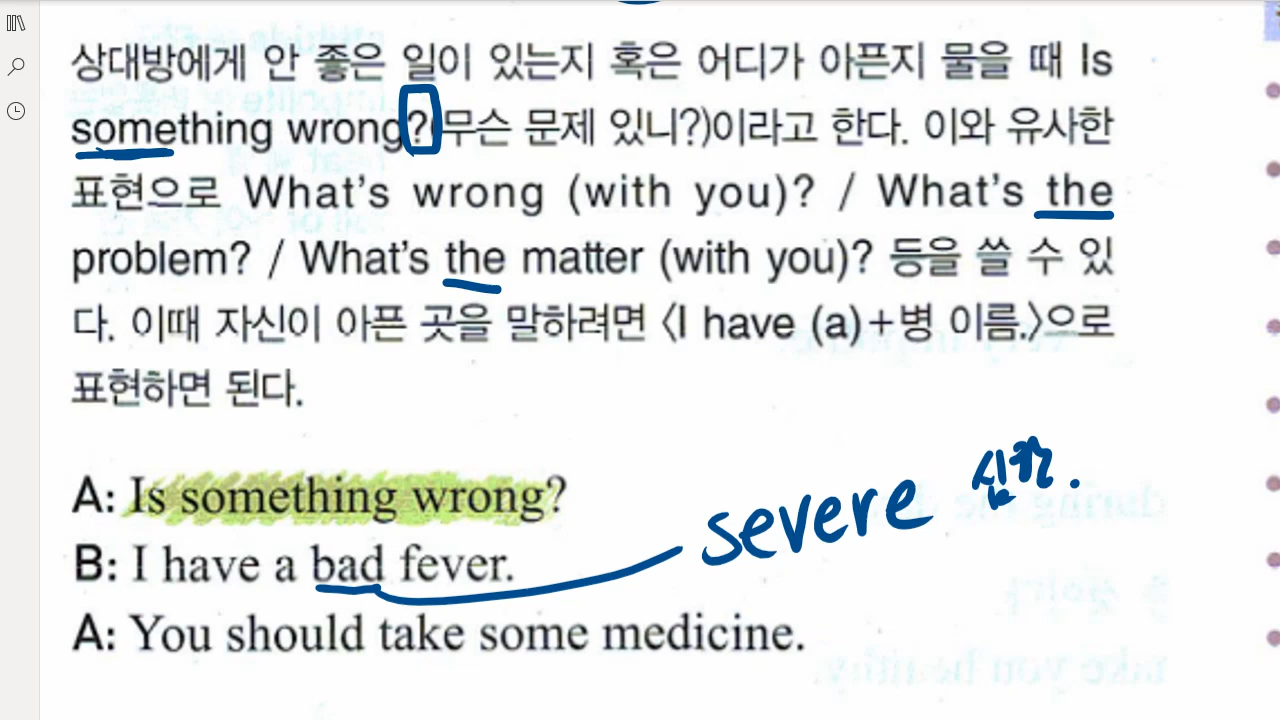 상대방에게 안 좋은 일이 있는지 혹은 어디가 아픈지 물을 때 Is
something wrong?(무슨 문제 있니?)이라고 한다. 이와 유사한
표현으로 What's wrong (with you)? / What's the
problem? / What's the matter (with you)? 등을 쓸 수 있
다. 이때 자신이 아픈 곳을 말하려면 〈I have (a)+병 이름.〉으로
표현하면 된다.
A: Is something wrong?
B: I have a bad fever.
severe 심한.
A: You should take some medicine.